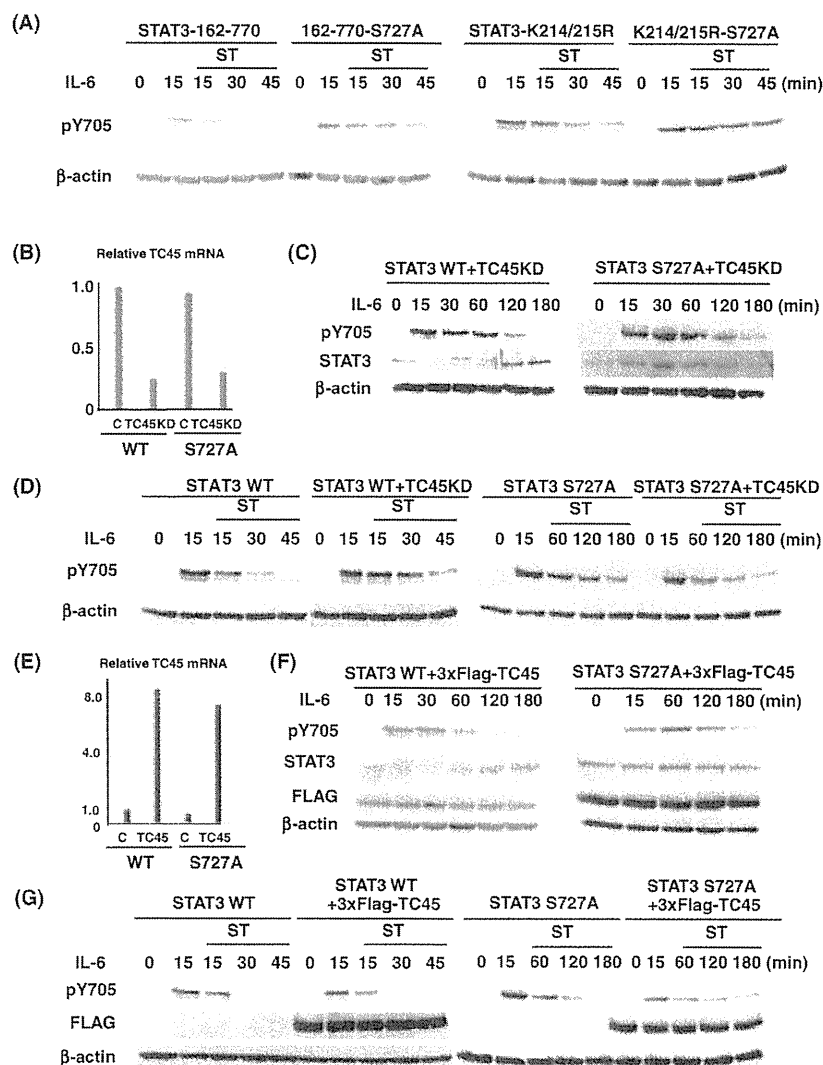 (A)
STAT3-162-770 162-770-S727A STAT3-K214/215R K214/215R-S727A
ST ST ST ST
IL-6 0 15 15 30 45 0 15 15 30 45 0 15 15 30 45 0 15 15 30 45 (min)
pY705
β-actin
(B)
Relative TC45 mRNA
1.0
0.5
0
C TC45KD C TC45KD
WT S727A
(C)
STAT3 WT+TC45KD STAT3 S727A+TC45KD
IL-6 0 15 30 60 120 180 0 15 30 60 120 180 (min)
pY705
STAT3
β-actin
(D)
STAT3 WT STAT3 WT+TC45KD STAT3 S727A STAT3 S727A+TC45KD
ST ST ST ST
IL-6 0 15 15 30 45 0 15 15 30 45 0 15 60 120 180 0 15 60 120 180 (min)
pY705
β-actin
(E)
Relative TC45 mRNA
8.0
4.0
1.0
0
C TC45 C TC45
WT S727A
(F)
STAT3 WT+3xFlag-TC45 STAT3 S727A+3xFlag-TC45
IL-6 0 15 30 60 120 180 0 15 60 120 180 (min)
pY705
STAT3
FLAG
β-actin
(G)
STAT3 WT STAT3 WT +3xFlag-TC45 STAT3 S727A STAT3 S727A +3xFlag-TC45
ST ST ST ST
IL-6 0 15 15 30 45 0 15 15 30 45 0 15 60 120 180 0 15 60 120 180 (min)
pY705
FLAG
β-actin